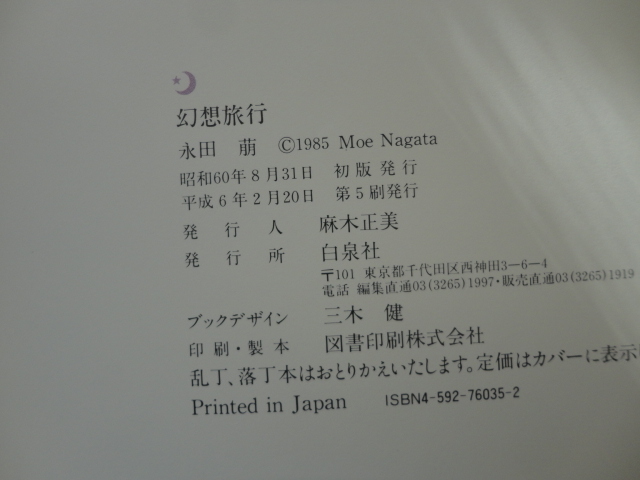 幻想旅行
永田 萠 ©1985 Moe Nagata
昭和60年8月31日 初版発行
平成6年2月20日 第5刷発行
発行人 麻木正美
発行所 白泉社
〒101 東京都千代田区西神田3-6-4
電話 編集直通03(3265)1997・販売直通03(3265)1919
ブックデザイン 三木 健
印刷・製本 図書印刷株式会社
乱丁、落丁本はおとりかえいたします。定価はカバーに表示
Printed in Japan ISBN4-592-76035-2